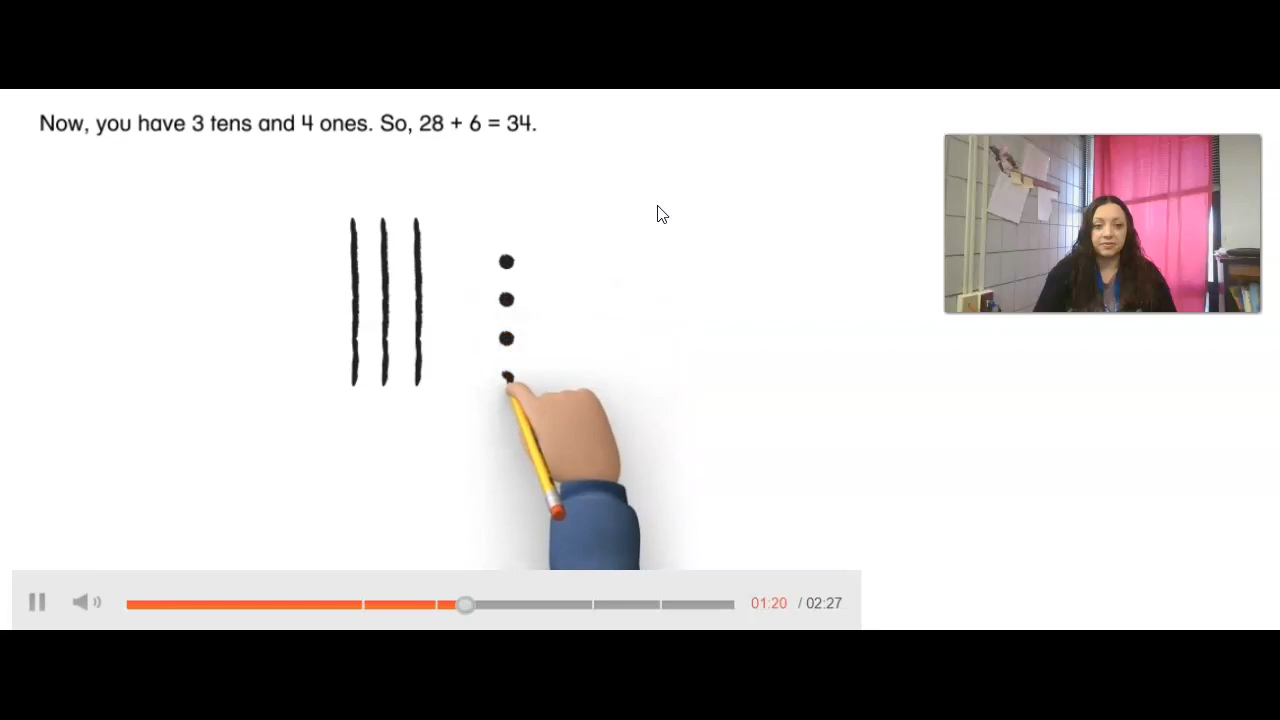 Now, you have 3 tens and 4 ones. So, 28 + 6 = 34.
01:20 / 02:27